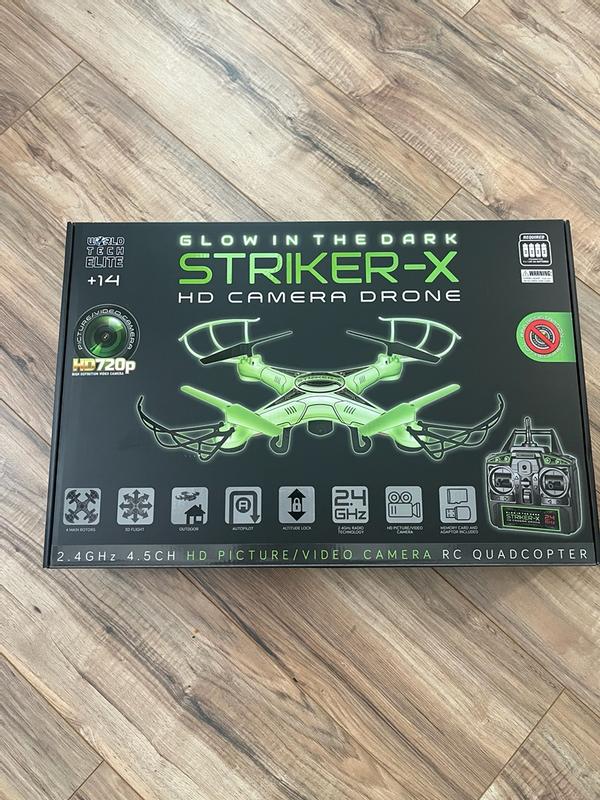 GLOW IN THE DARK
STRIKER-X
HD CAMERA DRONE
WORLD
TECH
ELITE
+14
PICTURE/VIDEO CAMERA
HD720p
HIGH DEFINITION VIDEO CAMERA
REQUIRED
WARNING
4 MAIN ROTORS
3D FLIGHT
OUTDOOR
AUTOPILOT
ALTITUDE LOCK
2.4
GHz
2.4GHz RADIO
TECHNOLOGY
HD PICTURE/VIDEO
CAMERA
MEMORY CARD AND
ADAPTOR INCLUDED
STRIKER-X
2.4GHz 4.5CH HD PICTURE/VIDEO CAMERA RC QUADCOPTER